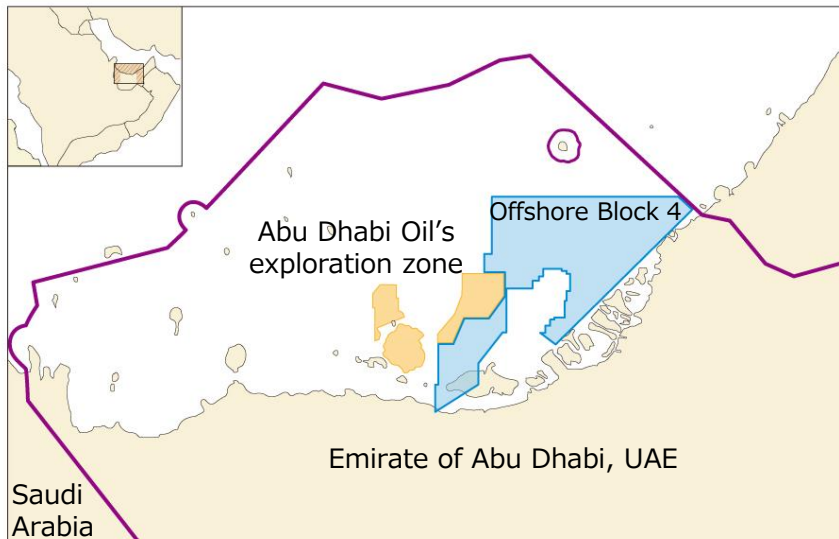 Offshore Block 4
Abu Dhabi Oil's
exploration zone
Emirate of Abu Dhabi, UAE
Saudi
Arabia